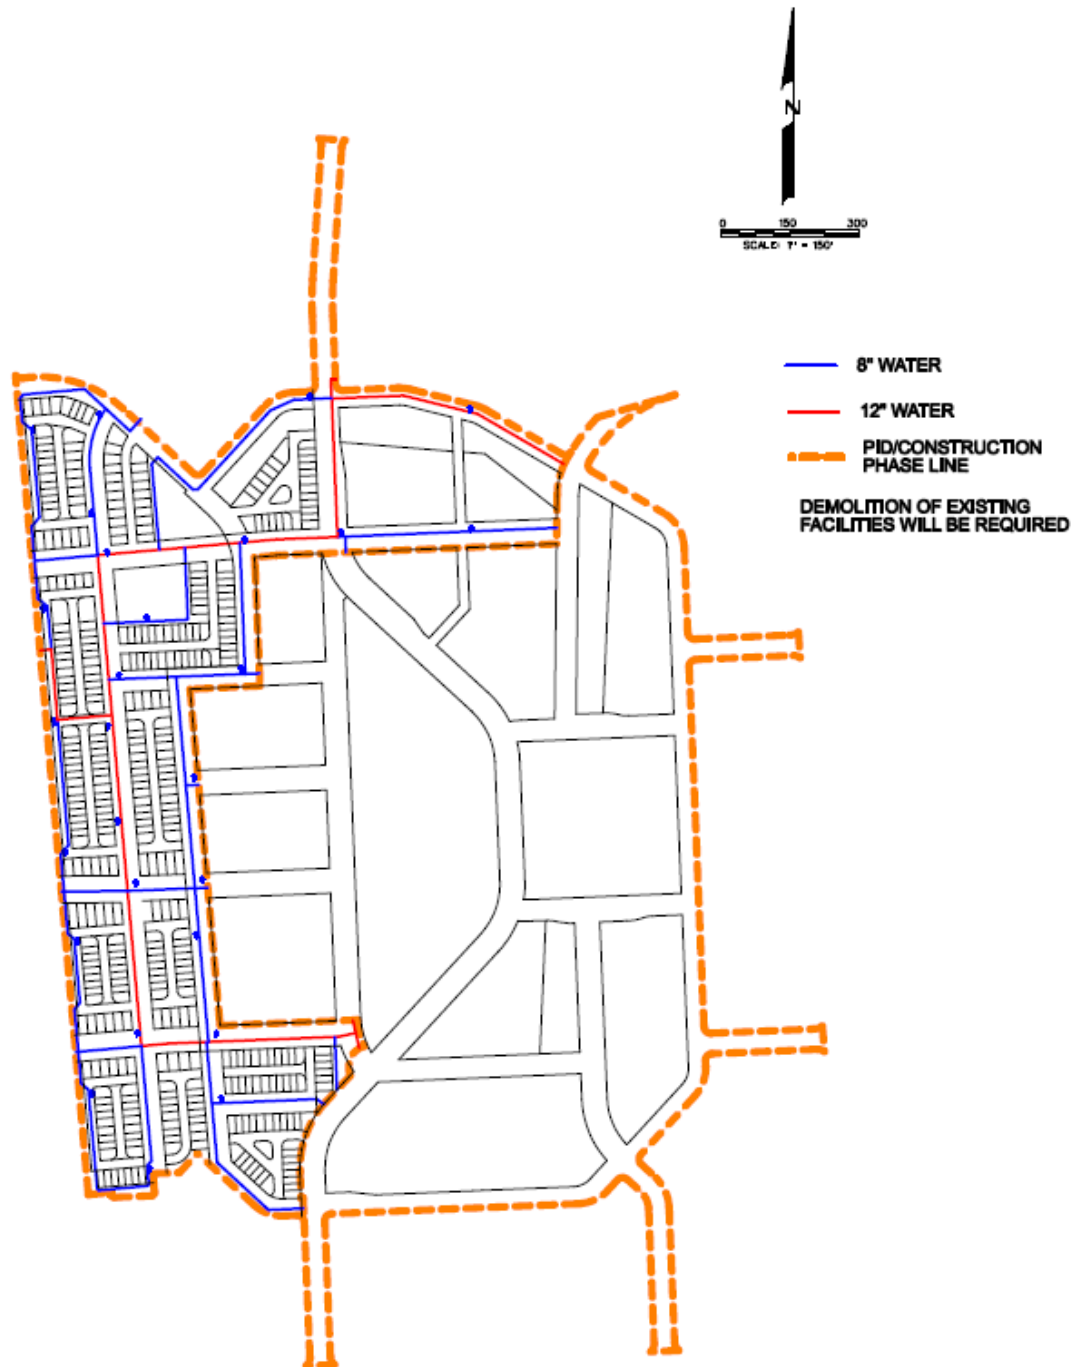 N
0 150 300
SCALE: 1" = 150'
8" WATER
12" WATER
PID/CONSTRUCTION
PHASE LINE
DEMOLITION OF EXISTING
FACILITIES WILL BE REQUIRED